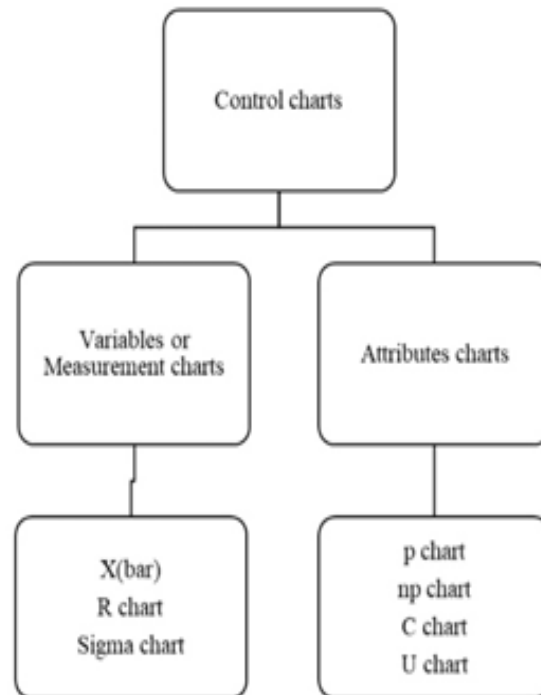 Control charts
Variables or
Measurement charts
Attributes charts
X(bar)
R chart
Sigma chart
p chart
np chart
C chart
U chart